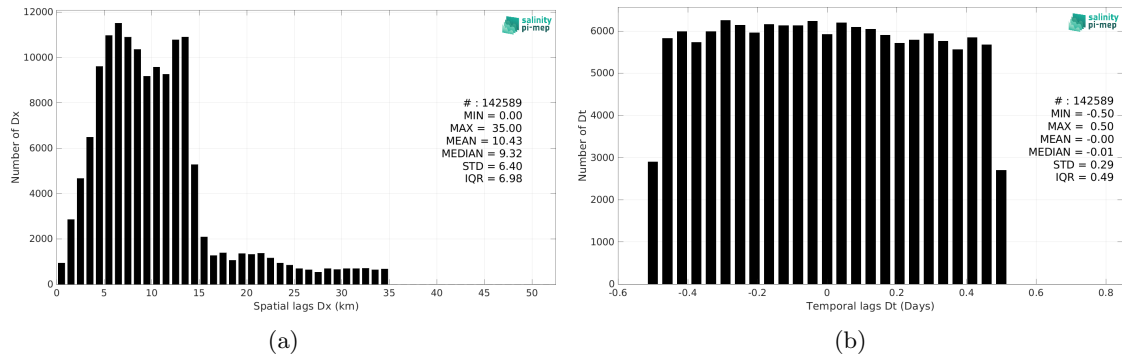 12000
10000
8000
6000
4000
2000
0
Number of Dx
0 5 10 15 20 25 30 35 40 45 50
Spatial lags Dx (km)
salinity
pi-mep
# : 142589
MIN = 0.00
MAX = 35.00
MEAN = 10.43
MEDIAN = 9.32
STD = 6.40
IQR = 6.98
(a)
6000
5000
4000
3000
2000
1000
0
Number of Dt
-0.6 -0.4 -0.2 0 0.2 0.4 0.6 0.8
Temporal lags Dt (Days)
salinity
pi-mep
# : 142589
MIN = -0.50
MAX = 0.50
MEAN = -0.00
MEDIAN = -0.01
STD = 0.29
IQR = 0.49
(b)